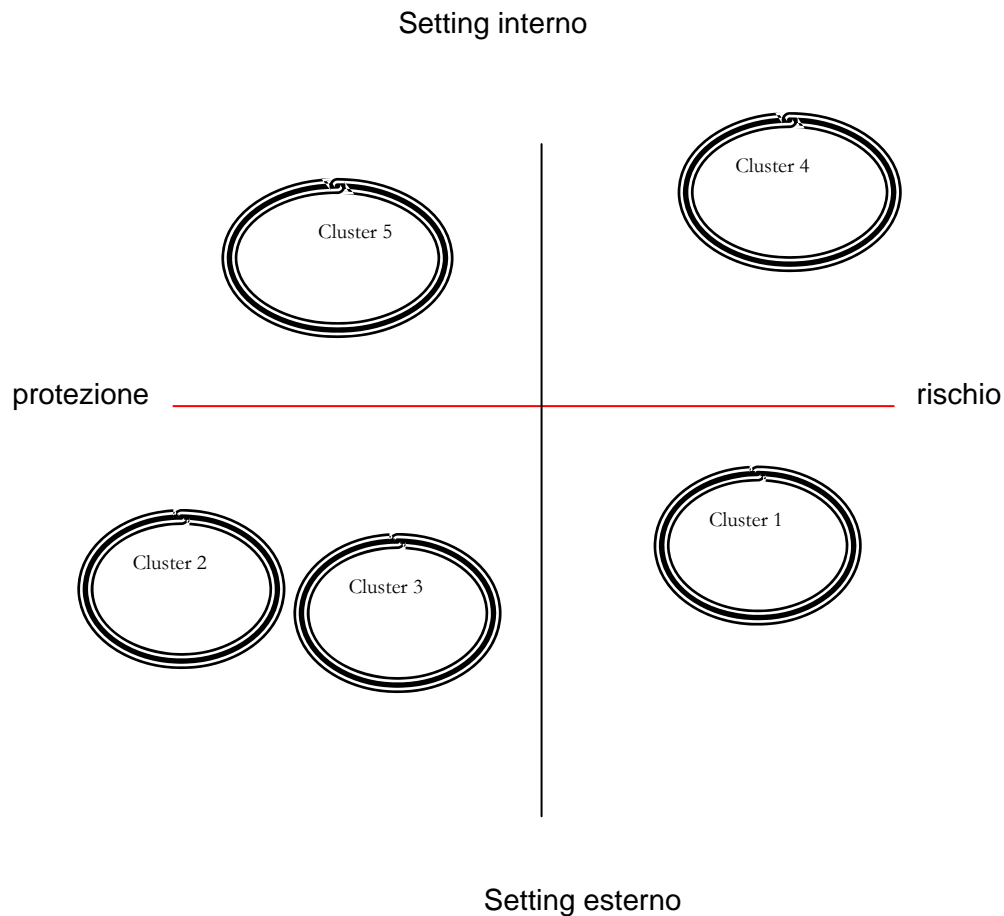 Setting interno
Cluster 4
Cluster 5
protezione
rischio
Cluster 1
Cluster 2
Cluster 3
Setting esterno